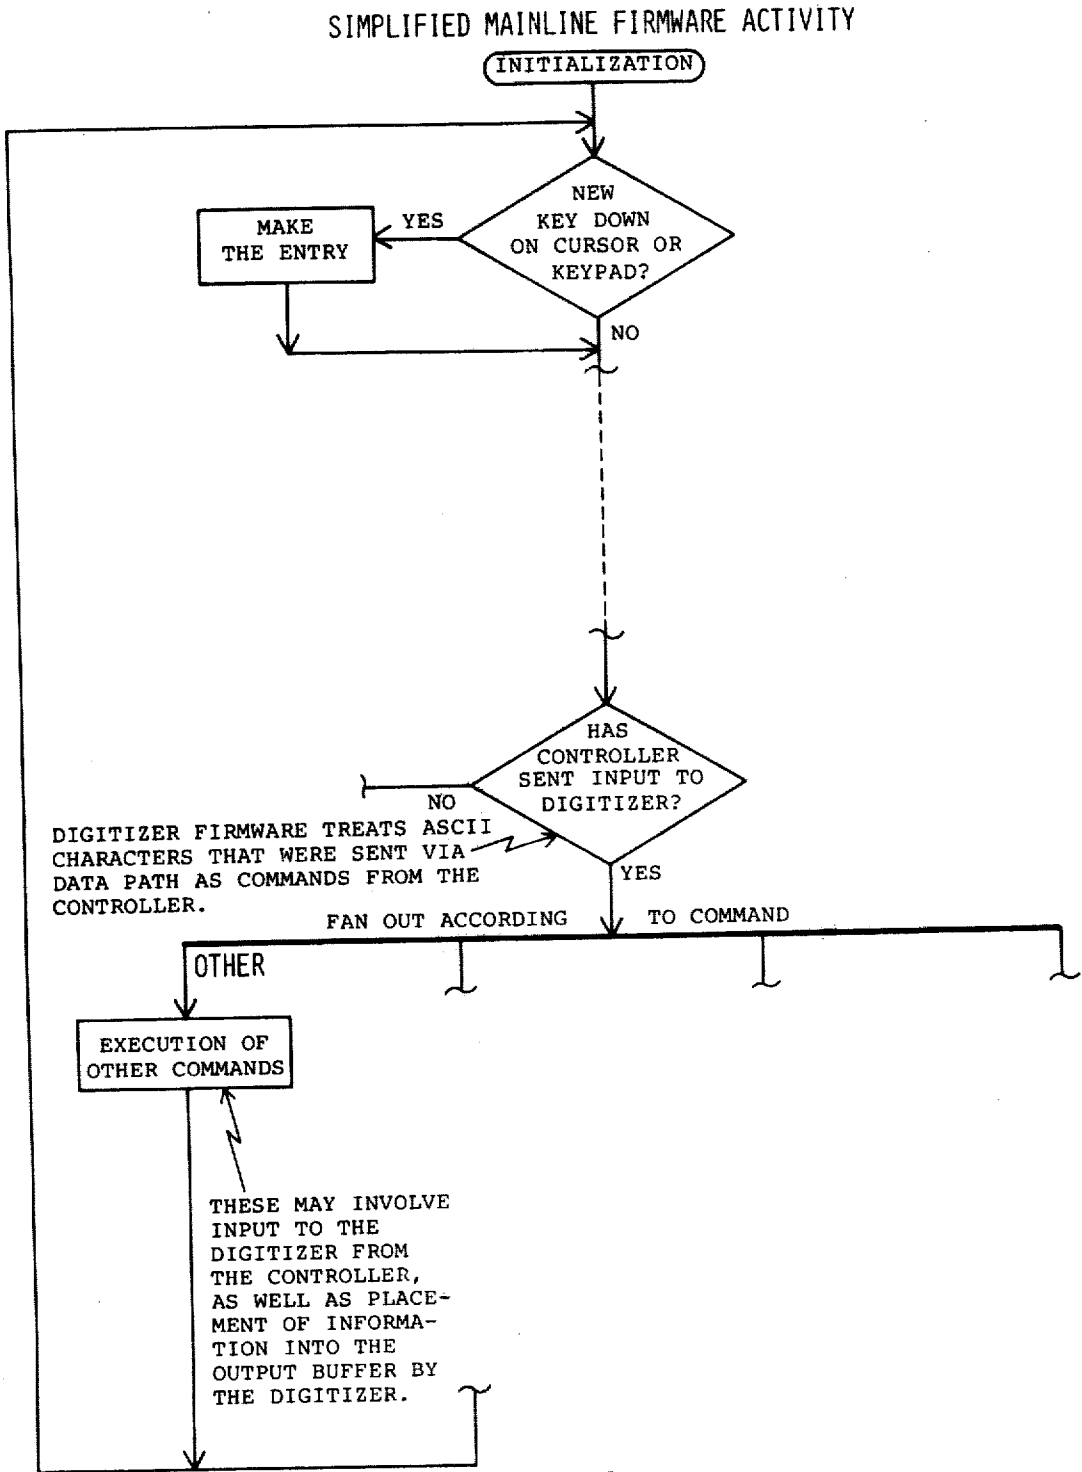 SIMPLIFIED MAINLINE FIRMWARE ACTIVITY
INITIALIZATION
NEW
KEY DOWN
ON CURSOR OR
KEYPAD?
YES
MAKE
THE ENTRY
NO
HAS
CONTROLLER
SENT INPUT TO
DIGITIZER?
NO
DIGITIZER FIRMWARE TREATS ASCII
CHARACTERS THAT WERE SENT VIA
DATA PATH AS COMMANDS FROM THE
CONTROLLER.
YES
FAN OUT ACCORDING TO COMMAND
OTHER
EXECUTION OF
OTHER COMMANDS
THESE MAY INVOLVE
INPUT TO THE
DIGITIZER FROM
THE CONTROLLER,
AS WELL AS PLACE-
MENT OF INFORMA-
TION INTO THE
OUTPUT BUFFER BY
THE DIGITIZER.